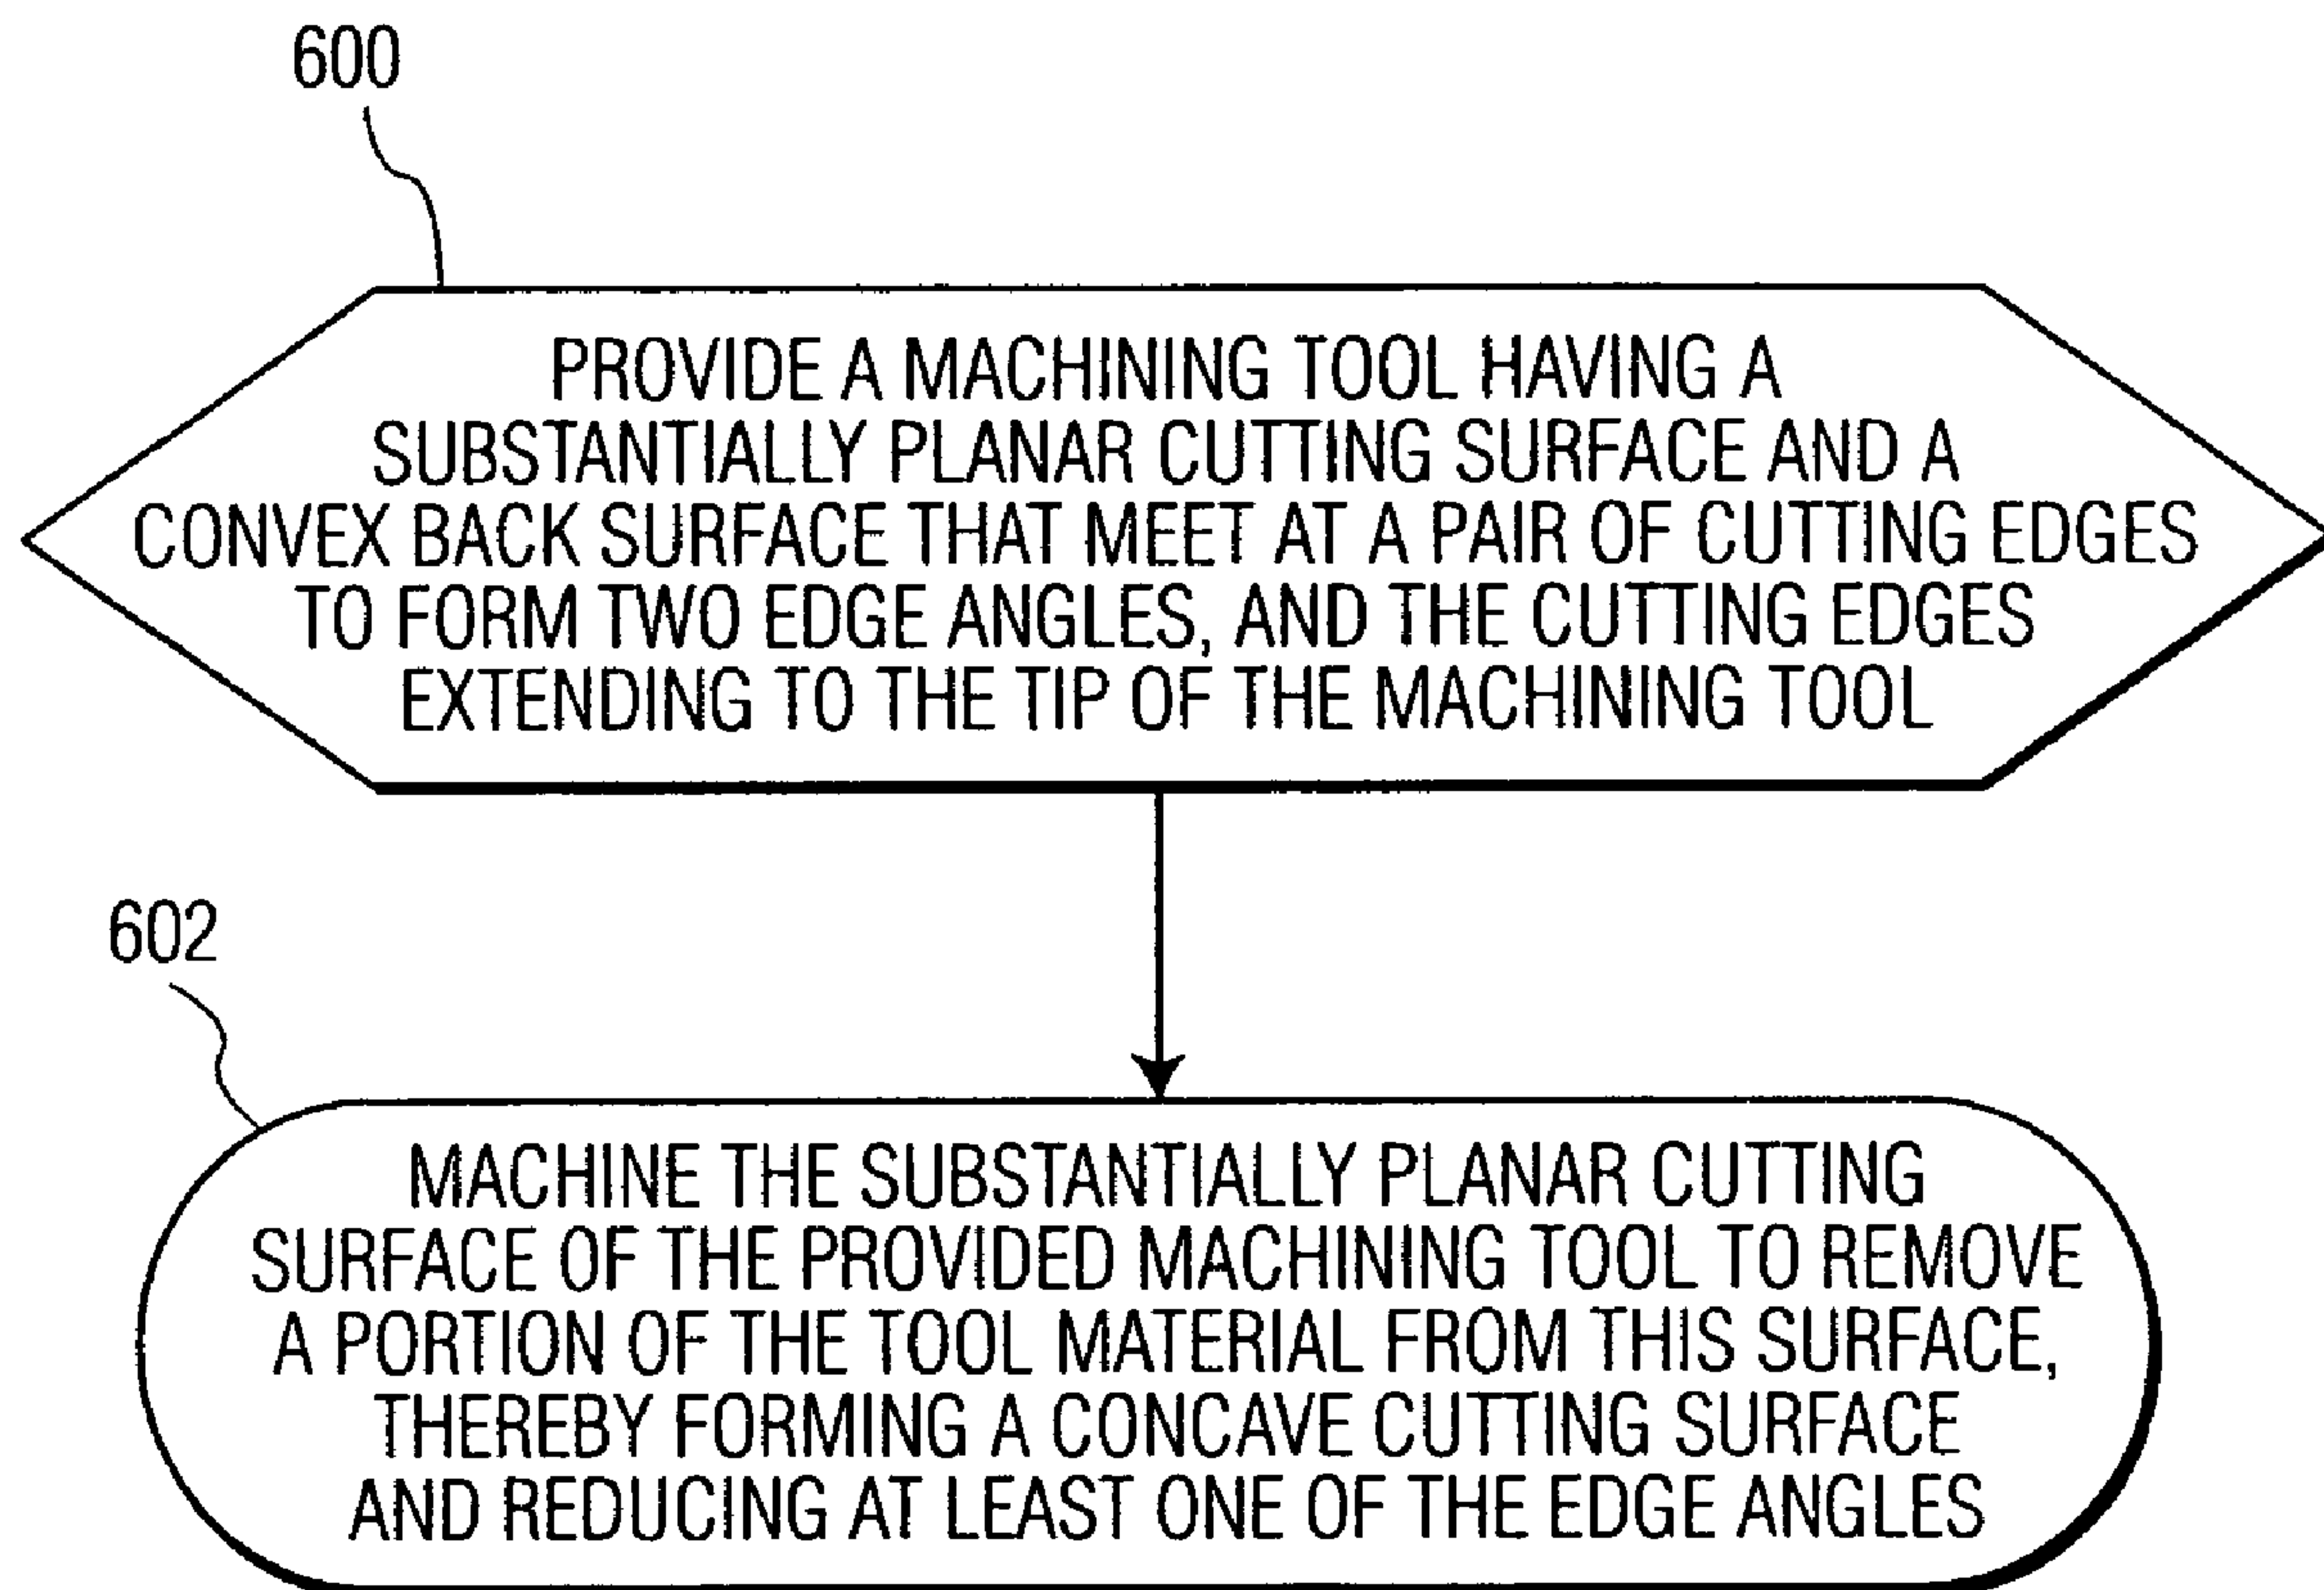 600
PROVIDE A MACHINING TOOL HAVING A
SUBSTANTIALLY PLANAR CUTTING SURFACE AND A
CONVEX BACK SURFACE THAT MEET AT A PAIR OF CUTTING EDGES
TO FORM TWO EDGE ANGLES, AND THE CUTTING EDGES
EXTENDING TO THE TIP OF THE MACHINING TOOL
602
MACHINE THE SUBSTANTIALLY PLANAR CUTTING
SURFACE OF THE PROVIDED MACHINING TOOL TO REMOVE
A PORTION OF THE TOOL MATERIAL FROM THIS SURFACE,
THEREBY FORMING A CONCAVE CUTTING SURFACE
AND REDUCING AT LEAST ONE OF THE EDGE ANGLES